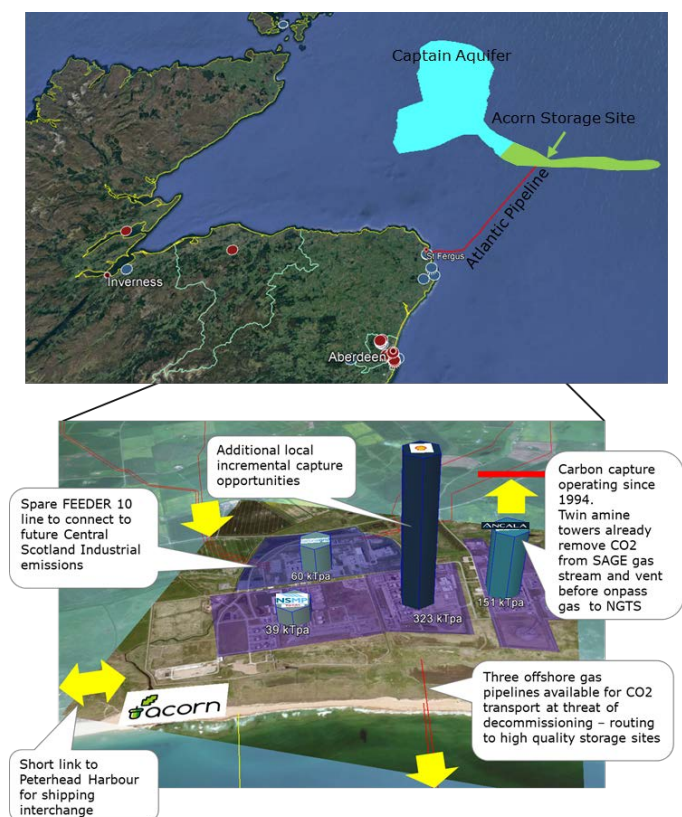 Captain Aquifer
Acorn Storage Site
Atlantic Pipeline
St Fergus
Inverness
Aberdeen
Additional local
incremental capture
opportunities
Spare FEEDER 10
line to connect to
future Central
Scotland Industrial
emissions
Carbon capture
operating since
1994.
Twin amine
towers already
remove CO2
from SAGE gas
stream and vent
before onpass
gas to NGTS
ANCALA
60 kTpa
NSMP
39 kTpa
323 kTpa
151 kTpa
acorn
Three offshore gas
pipelines available for CO2
transport at threat of
decommissioning – routing
to high quality storage sites
Short link to
Peterhead Harbour
for shipping
interchange